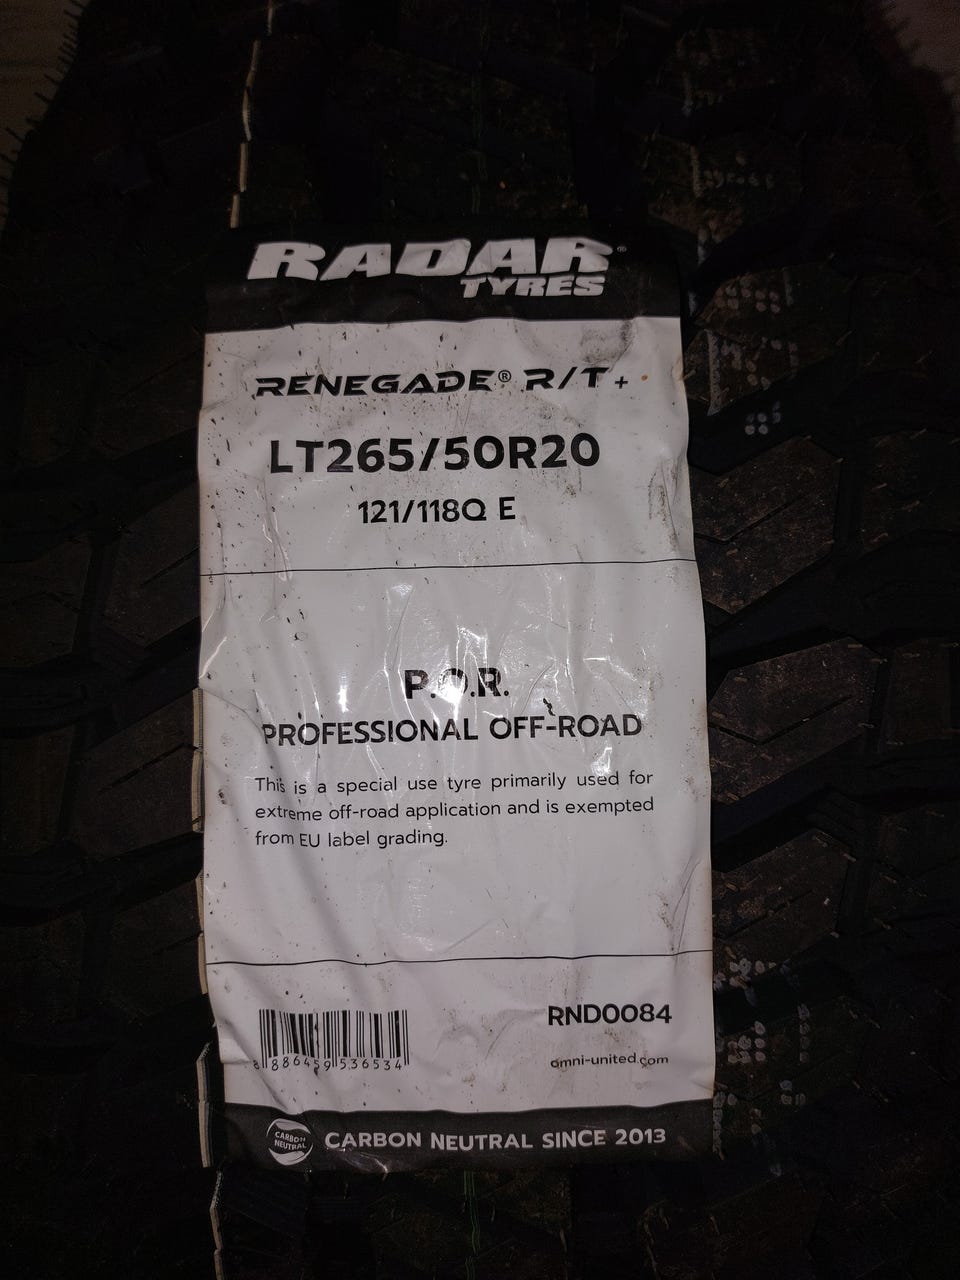 RADAR®
TYRES
RENEGADE® R/T+
LT265/50R20
121/118Q E
P.O.R.
PROFESSIONAL OFF-ROAD
This is a special use tyre primarily used for
extreme off-road application and is exempted
from EU label grading.
RND0084
8 886459 536534
omni-united.com
CARBON
NEUTRAL
CARBON NEUTRAL SINCE 2013